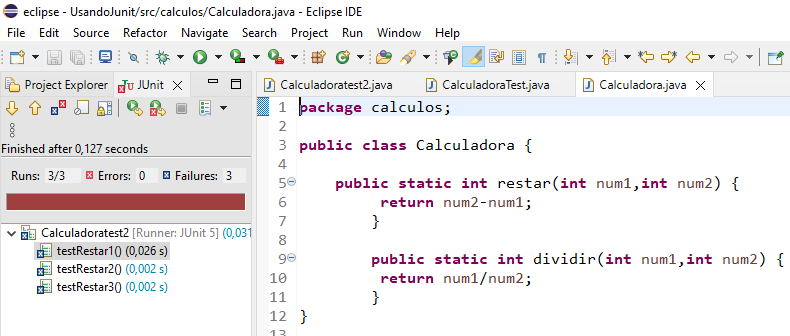 eclipse - UsandoJunit/src/calculos/Calculadora.java - Eclipse IDE
File Edit Source Refactor Navigate Search Project Run Window Help
Project Explorer JUnit
Finished after 0,127 seconds
Runs: 3/3 Errors: 0 Failures: 3
Calculadoratest2 [Runner: JUnit 5] (0,031
testRestar1() (0,026 s)
testRestar2() (0,002 s)
testRestar3() (0,002 s)
Calculadoratest2.java CalculadoraTest.java Calculadora.java
1 package calculos;
2
3 public class Calculadora {
4
5 public static int restar(int num1,int num2) {
6 return num2-num1;
7 }
8
9 public static int dividir(int num1,int num2) {
10 return num1/num2;
11 }
12 }
13